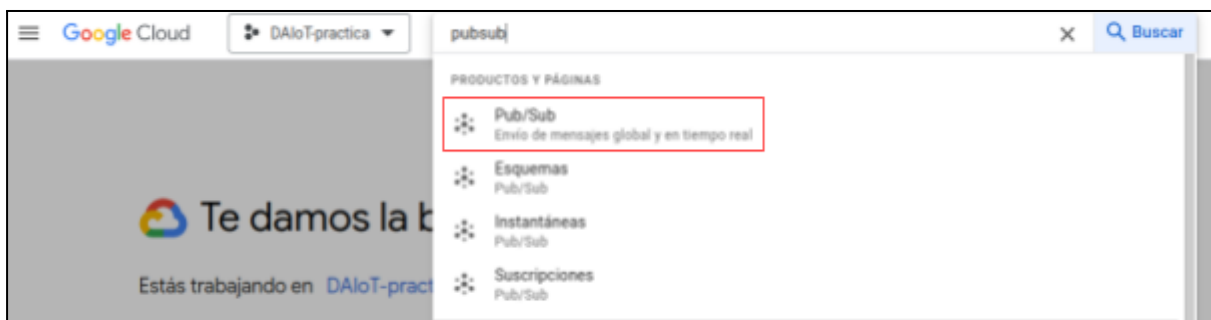 Google Cloud
DAIoT-practica
pubsub
Buscar
PRODUCTOS Y PÁGINAS
Pub/Sub
Envío de mensajes global y en tiempo real
Esquemas
Pub/Sub
Instantáneas
Pub/Sub
Suscripciones
Pub/Sub
Te damos la b
Estás trabajando en DAIoT-pract